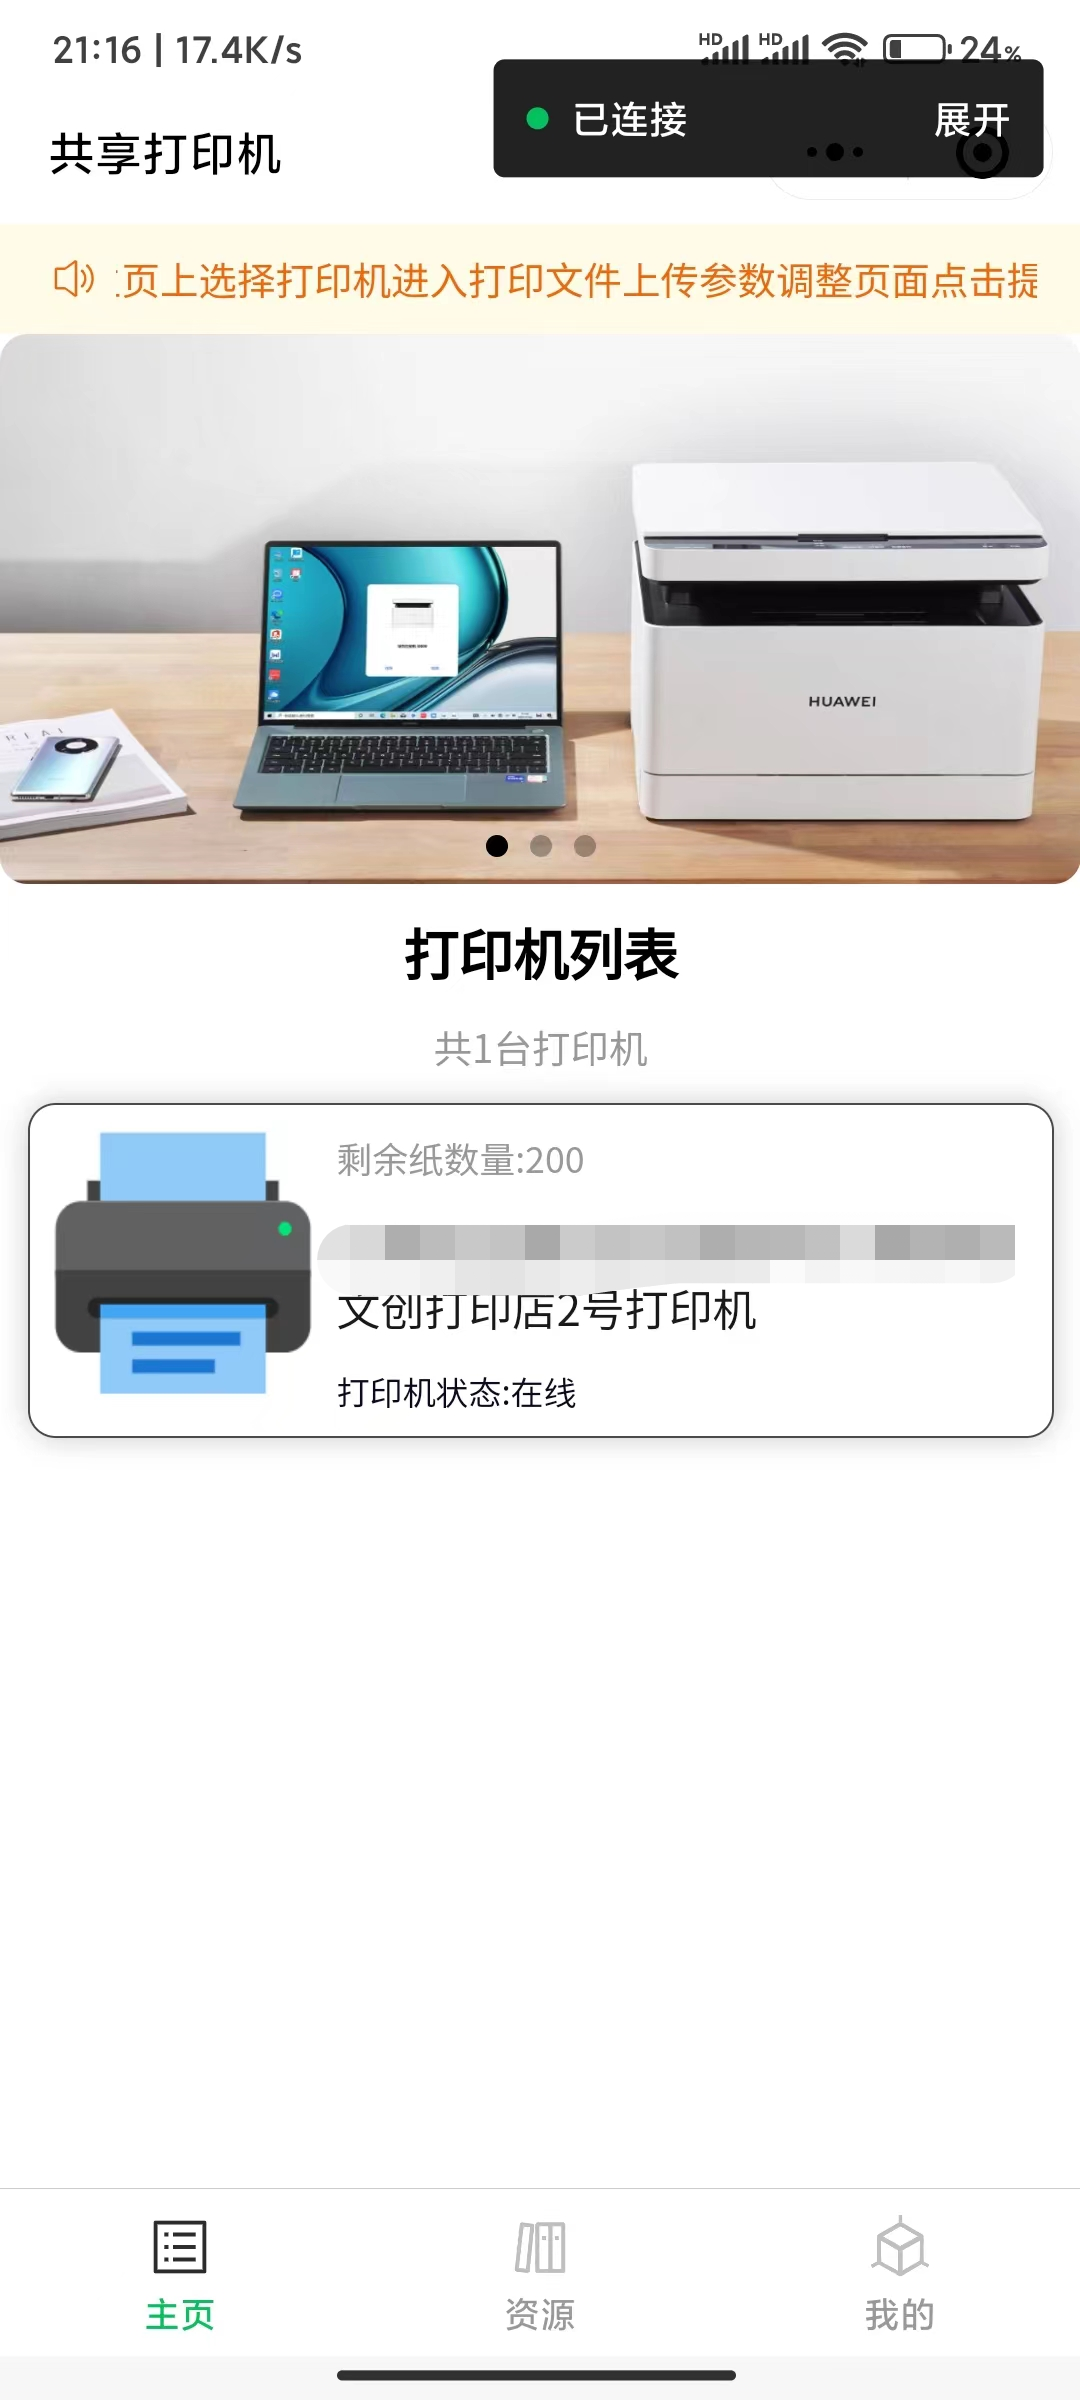 21:16 | 17.4K/s
HD HD 24%
已连接 展开
共享打印机
页上选择打印机进入打印文件上传参数调整页面点击提
HUAWEI
打印机列表
共1台打印机
剩余纸数量:200
文创打印店2号打印机
打印机状态:在线
主页 资源 我的